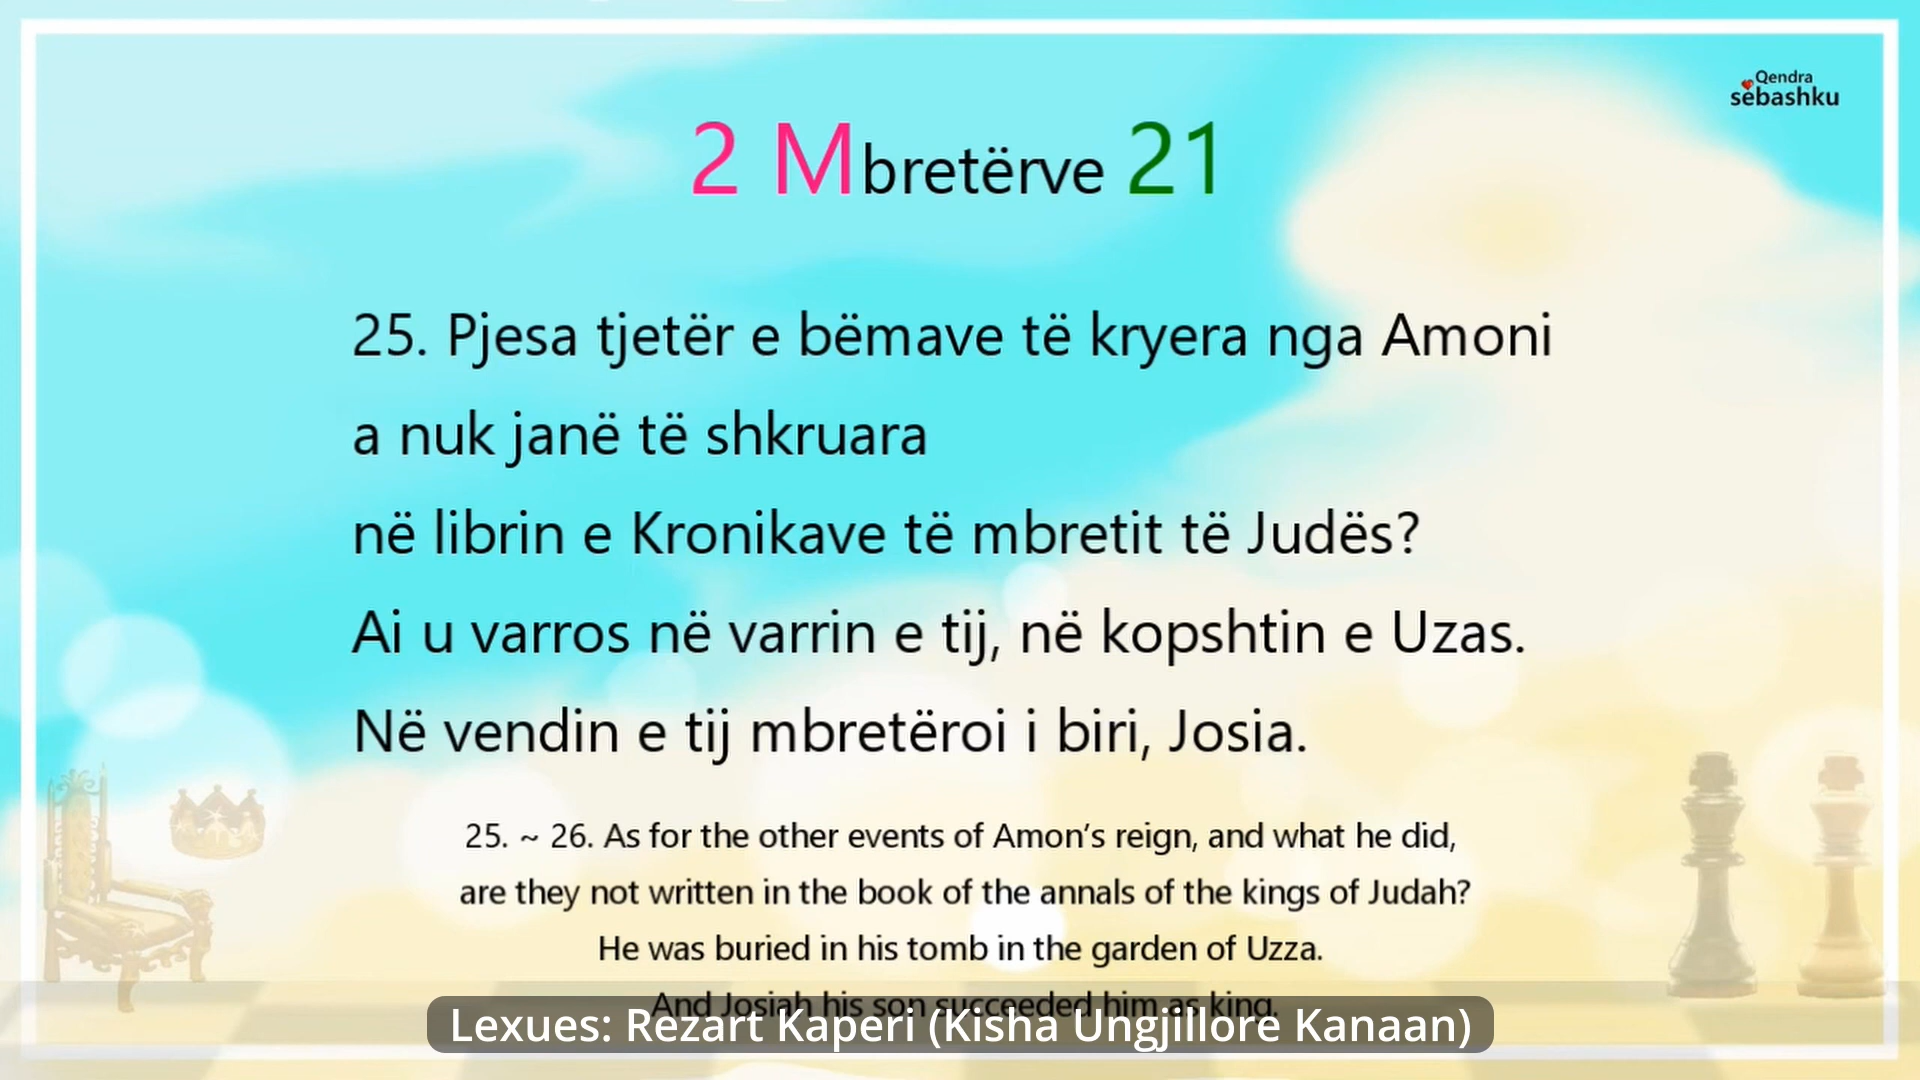 Qendra
sëbashku
2 Mbretërve 21
25. Pjesa tjetër e bëmave të kryera nga Amoni
a nuk janë të shkruara
në librin e Kronikave të mbretit të Judës?
Ai u varros në varrin e tij, në kopshtin e Uzas.
Në vendin e tij mbretëroi i biri, Josia.
25. ~ 26. As for the other events of Amon’s reign, and what he did,
are they not written in the book of the annals of the kings of Judah?
He was buried in his tomb in the garden of Uzza.
And Josiah his son succeeded him as king.
Lexues: Rezart Kaperi (Kisha Ungjillore Kanaan)